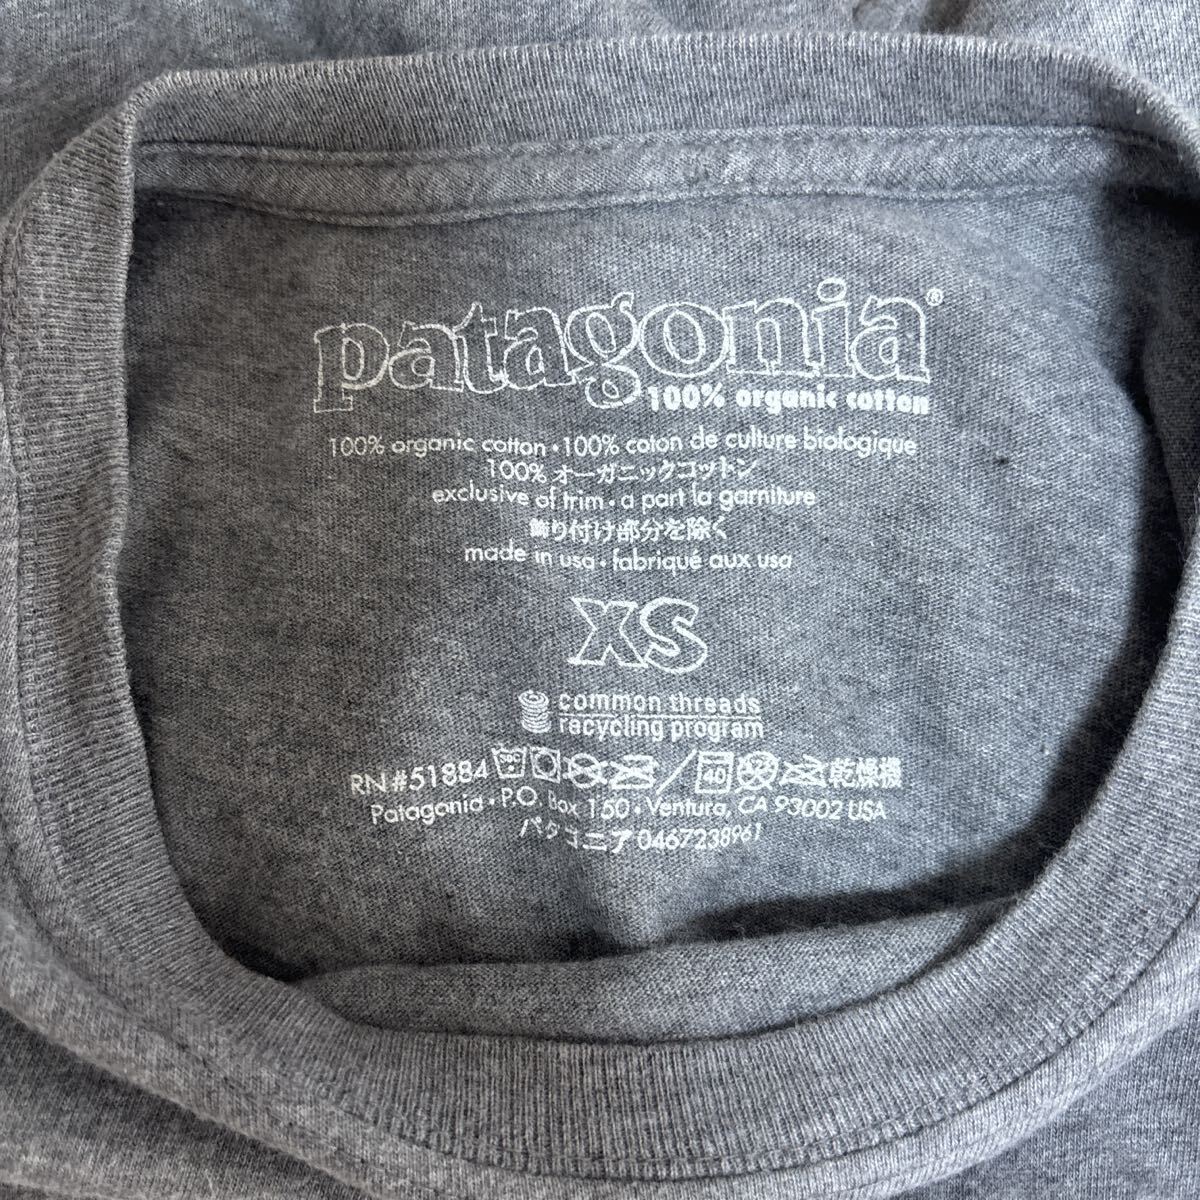 patagonia®
100% organic cotton
100% organic cotton • 100% coton de culture biologique
100% オーガニックコットン
exclusive of trim • a part la garniture
飾り付け部分を除く
made in usa • fabriqué aux usa
XS
common threads
recycling program
RN #51884 30C / 40 乾燥機
Patagonia • P.O. Box 150 • Ventura, CA 93002 USA
パタゴニア 0467238961